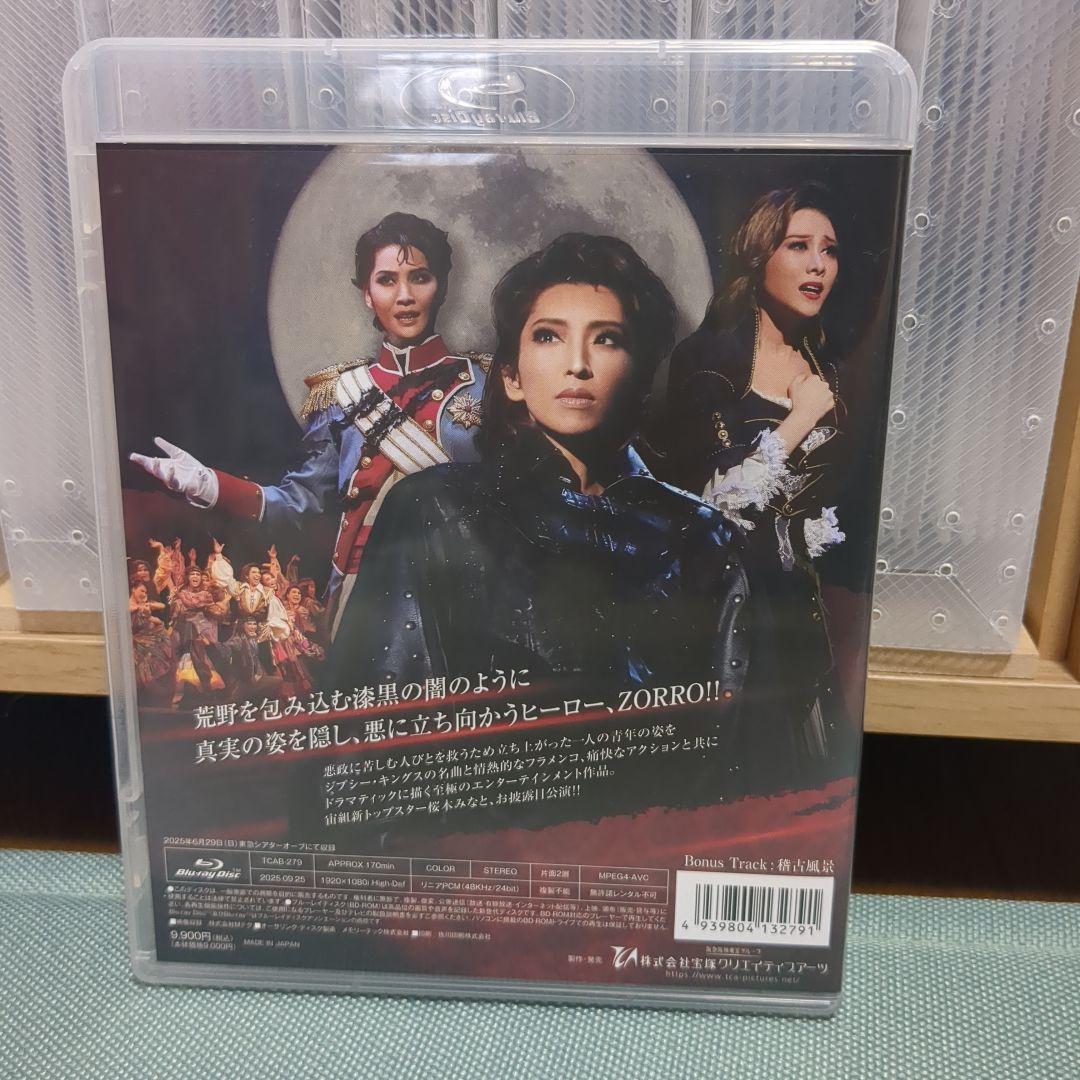 Blu-ray Disc
荒野を包み込む漆黒の闇のように
真実の姿を隠し、悪に立ち向かうヒーロー、ZORRO!!
悪政に苦しむ人びとを救うため立ち上がった一人の青年の姿を
ジプシー・キングスの名曲と情熱的なフラメンコ、痛快なアクションと共に
ドラマティックに描く至極のエンターテインメント作品。
宙組新トップスター桜木みなと、お披露目公演!!
2025年6月29日(日)東急シアターオーブにて収録
Bonus Track:稽古風景
Blu-ray Disc
TCAB-279 APPROX 170min COLOR STEREO 片面2層 MPEG4-AVC
2025.09.25 1920×1080i High-Def リニアPCM(48KHz/24bit) 複製不能 無許諾レンタル不可
9,900円(税込)
(本体価格9,000円)
MADE IN JAPAN
4 939804 132791
製作・発売 TCA 株式会社宝塚クリエイティブアーツ
https://www.tca-pictures.net/